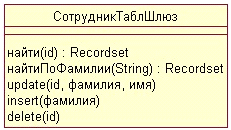 СотрудникТаблШлюз
найти(id) : Recordset
найтиПоФамилии(String) : Recordset
update(id, фамилия, имя)
insert(фамилия)
delete(id)